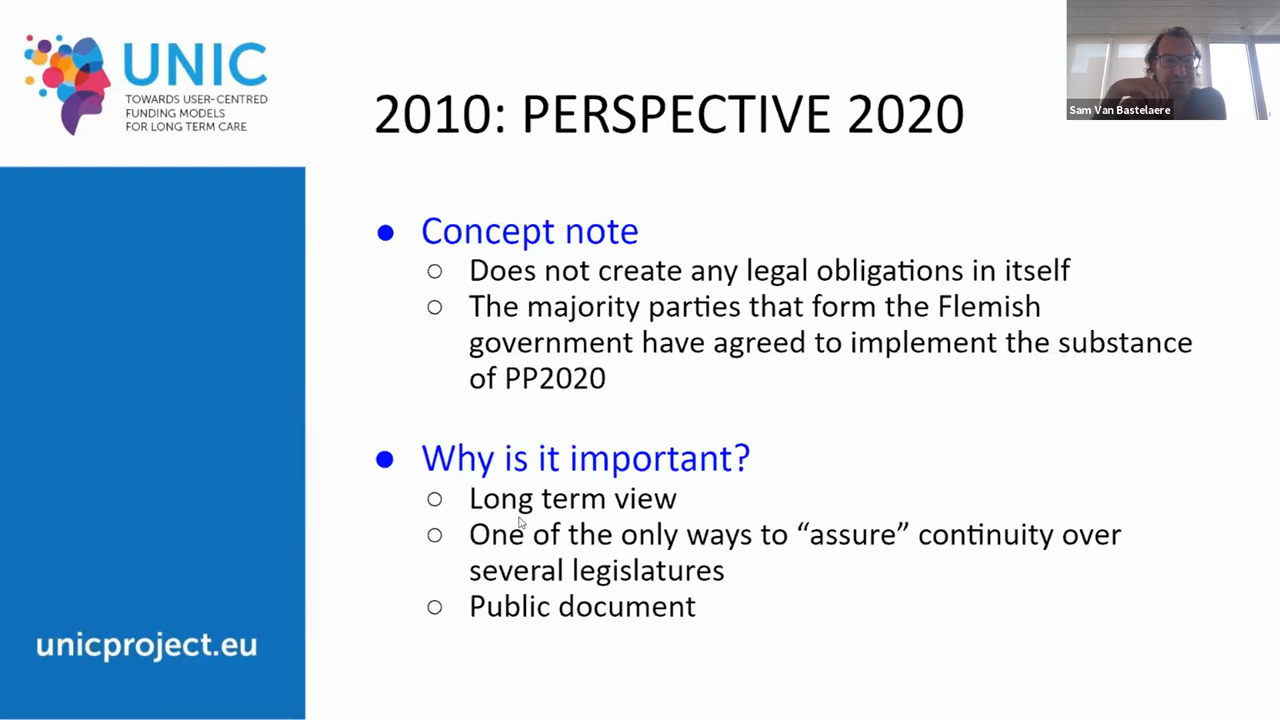 UNIC
TOWARDS USER-CENTRED
FUNDING MODELS
FOR LONG TERM CARE
Sam Van Bastelaere
2010: PERSPECTIVE 2020
● Concept note
○ Does not create any legal obligations in itself
○ The majority parties that form the Flemish
government have agreed to implement the substance
of PP2020
● Why is it important?
○ Long term view
○ One of the only ways to “assure” continuity over
several legislatures
○ Public document
unicproject.eu